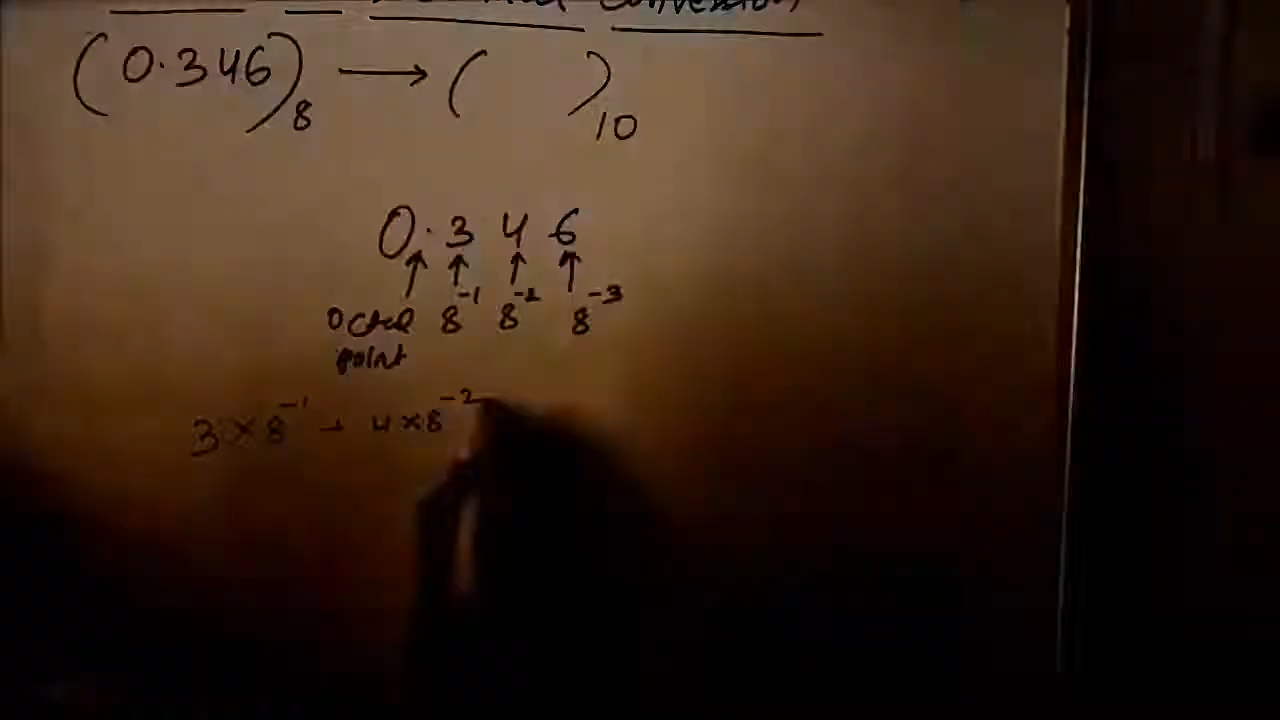 conversion
(0.346)₈ → ( )₁₀
0.3 4 6
↑ ↑ ↑ ↑
octal 8⁻¹ 8⁻² 8⁻³
point
3×8⁻¹ + 4×8⁻²